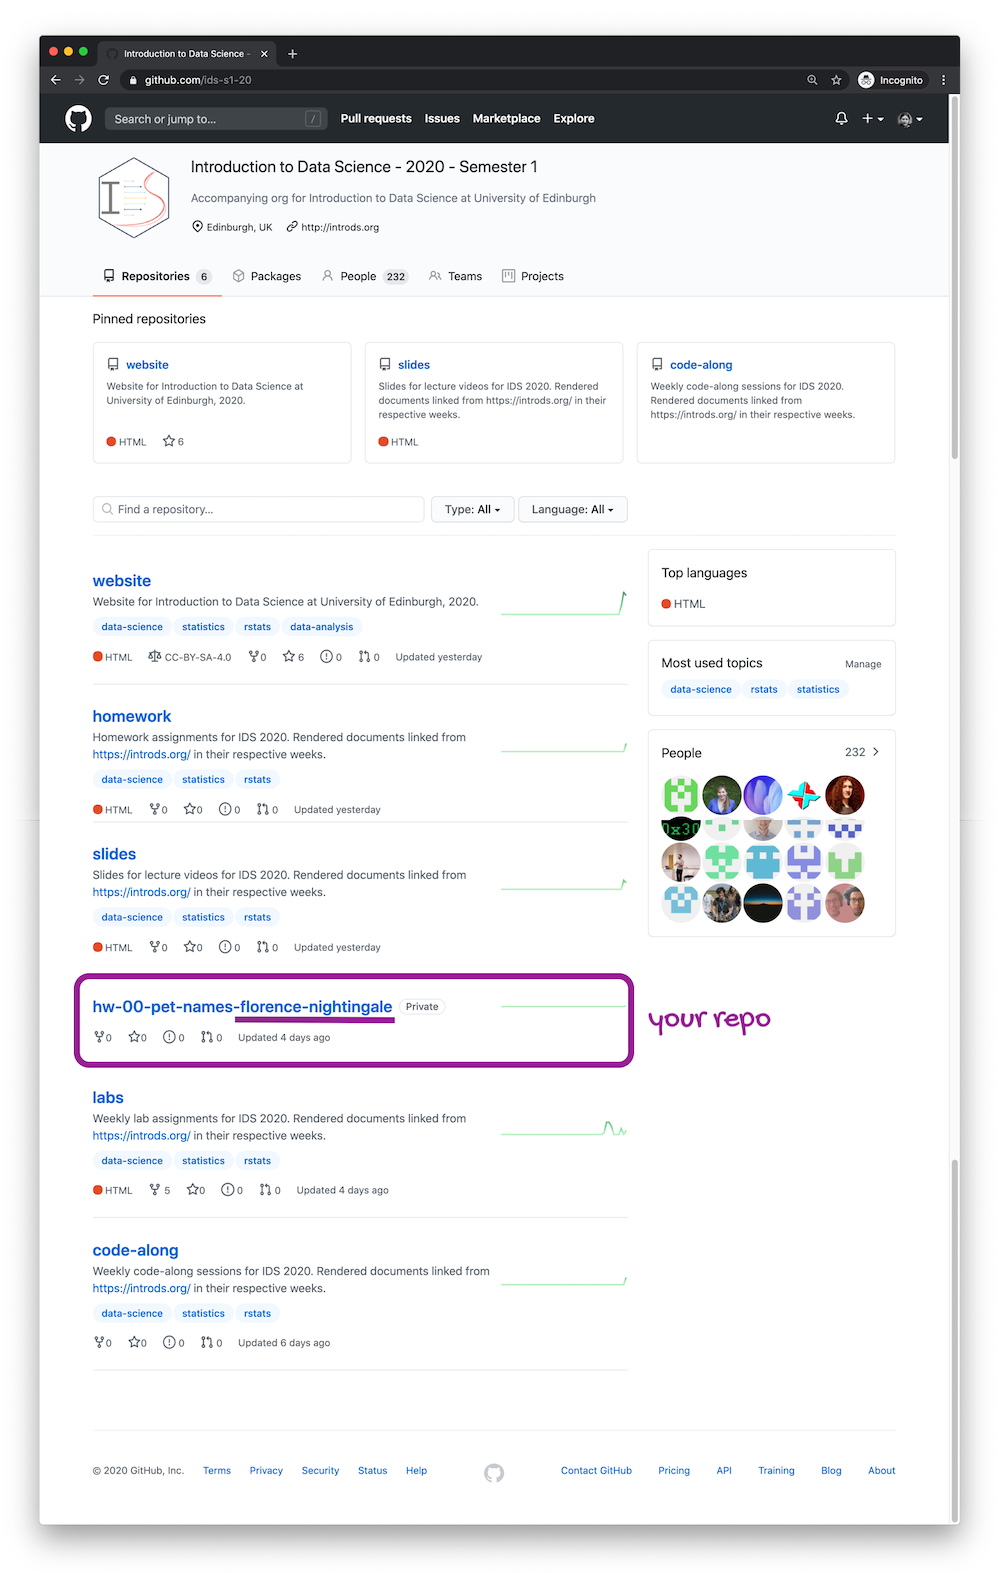 Introduction to Data Science -
github.com/ids-s1-20
Incognito
Search or jump to...
/
Pull requests Issues Marketplace Explore
IS
Introduction to Data Science - 2020 - Semester 1
Accompanying org for Introduction to Data Science at University of Edinburgh
Edinburgh, UK http://introds.org
Repositories 6 Packages People 232 Teams Projects
Pinned repositories
website
Website for Introduction to Data Science at
University of Edinburgh, 2020.
HTML 6
slides
Slides for lecture videos for IDS 2020. Rendered
documents linked from https://introds.org/ in their
respective weeks.
HTML
code-along
Weekly code-along sessions for IDS 2020.
Rendered documents linked from
https://introds.org/ in their respective weeks.
Find a repository...
Type: All Language: All
website
Website for Introduction to Data Science at University of Edinburgh, 2020.
data-science statistics rstats data-analysis
HTML CC-BY-SA-4.0 0 6 0 0 Updated yesterday
homework
Homework assignments for IDS 2020. Rendered documents linked from
https://introds.org/ in their respective weeks.
data-science statistics rstats
HTML 0 0 0 0 Updated yesterday
slides
Slides for lecture videos for IDS 2020. Rendered documents linked from
https://introds.org/ in their respective weeks.
data-science statistics rstats
HTML 0 0 0 0 Updated yesterday
hw-00-pet-names-florence-nightingale Private
0 0 0 0 Updated 4 days ago
your repo
labs
Weekly lab assignments for IDS 2020. Rendered documents linked from
https://introds.org/ in their respective weeks.
data-science statistics rstats
HTML 5 0 0 0 Updated 4 days ago
code-along
Weekly code-along sessions for IDS 2020. Rendered documents linked from
https://introds.org/ in their respective weeks.
data-science statistics rstats
0 0 0 0 Updated 6 days ago
Top languages
HTML
Most used topics Manage
data-science rstats statistics
People 232
0x30
© 2020 GitHub, Inc. Terms Privacy Security Status Help Contact GitHub Pricing API Training Blog About